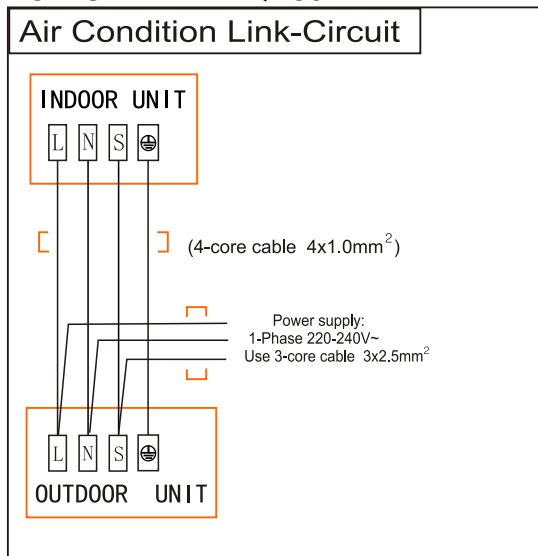 Air Condition Link-Circuit
INDOOR UNIT
L N S
(4-core cable 4x1.0mm²)
Power supply:
1-Phase 220-240V~
Use 3-core cable 3x2.5mm²
L N S
OUTDOOR UNIT